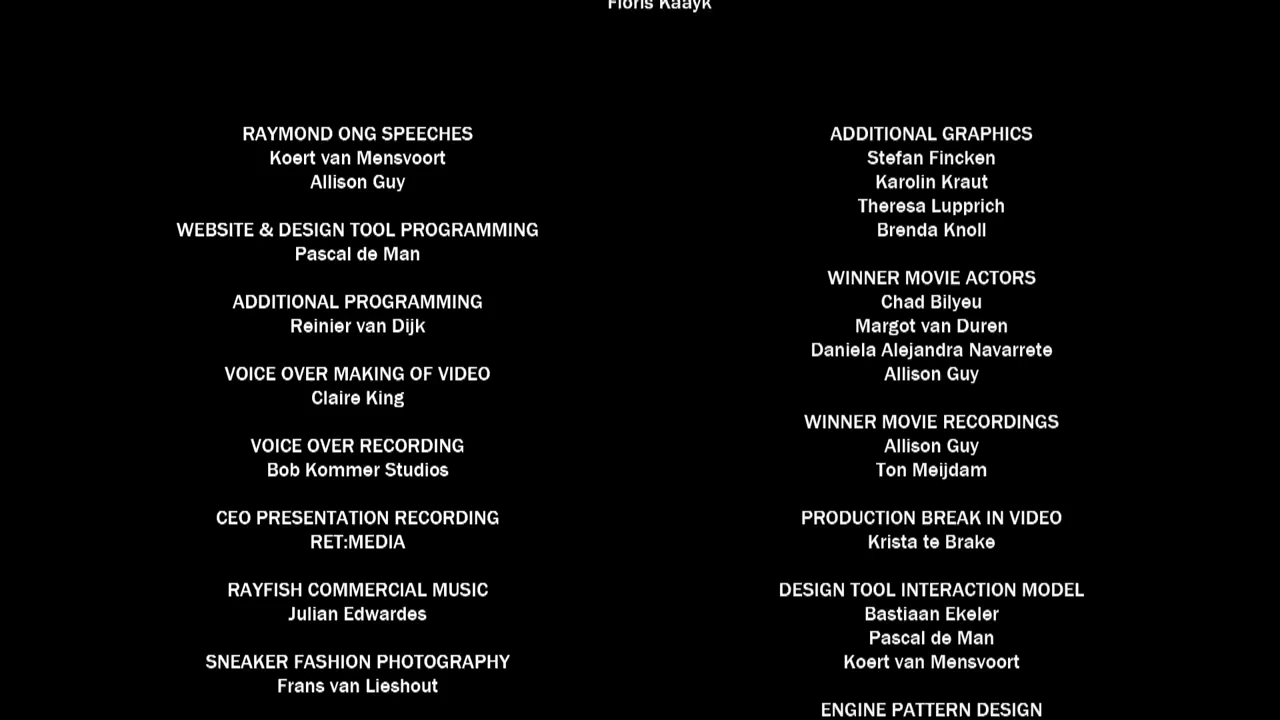 Floris Kaayk
RAYMOND ONG SPEECHES
Koert van Mensvoort
Allison Guy
WEBSITE & DESIGN TOOL PROGRAMMING
Pascal de Man
ADDITIONAL PROGRAMMING
Reinier van Dijk
VOICE OVER MAKING OF VIDEO
Claire King
VOICE OVER RECORDING
Bob Kommer Studios
CEO PRESENTATION RECORDING
RET:MEDIA
RAYFISH COMMERCIAL MUSIC
Julian Edwardes
SNEAKER FASHION PHOTOGRAPHY
Frans van Lieshout
ADDITIONAL GRAPHICS
Stefan Fincken
Karolin Kraut
Theresa Lupprich
Brenda Knoll
WINNER MOVIE ACTORS
Chad Bilyeu
Margot van Duren
Daniela Alejandra Navarrete
Allison Guy
WINNER MOVIE RECORDINGS
Allison Guy
Ton Meijdam
PRODUCTION BREAK IN VIDEO
Krista te Brake
DESIGN TOOL INTERACTION MODEL
Bastiaan Ekeler
Pascal de Man
Koert van Mensvoort
ENGINE PATTERN DESIGN